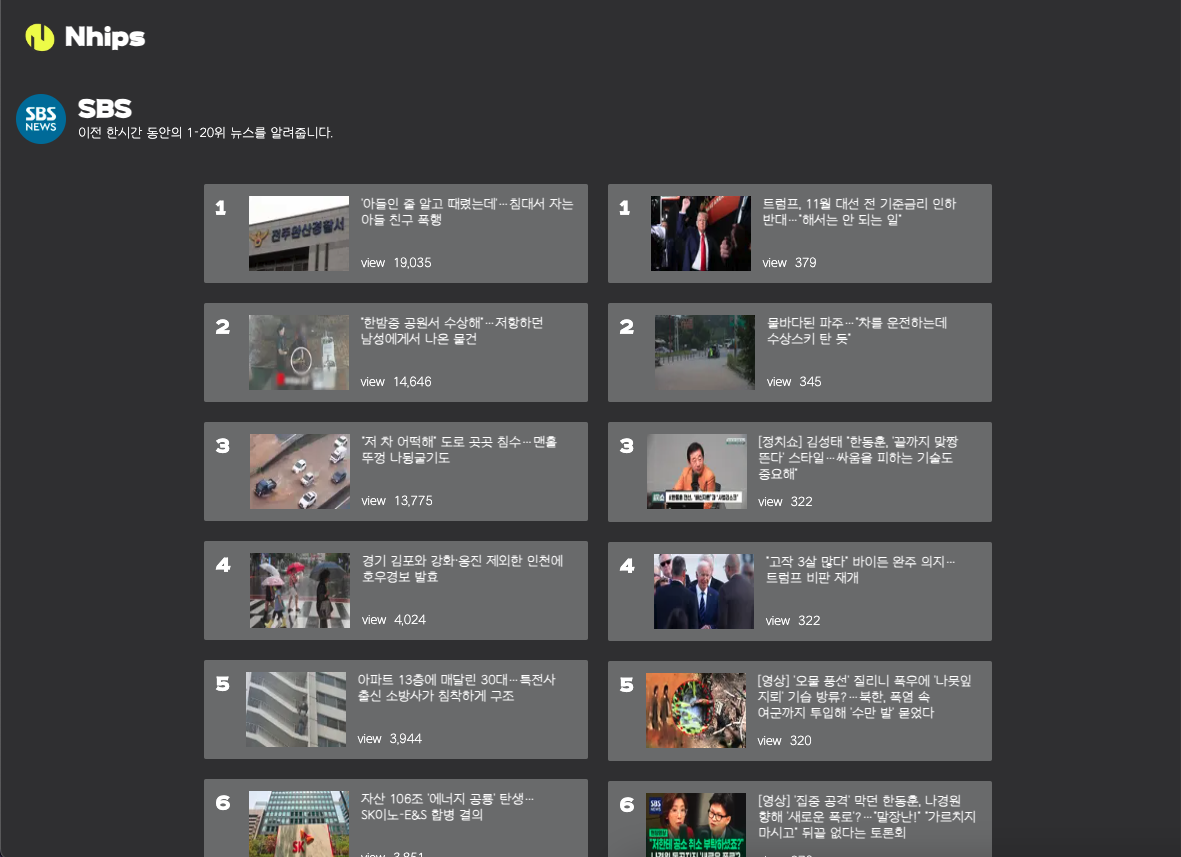 Nhips
SBS
NEWS
SBS
이전 한시간 동안의 1-20위 뉴스를 알려줍니다.
1
전주완산경찰서
'아들인 줄 알고 때렸는데'…침대서 자는
아들 친구 폭행
view 19,035
2
"한밤중 공원서 수상해"…저항하던
남성에게서 나온 물건
view 14,646
3
"저 차 어떡해" 도로 곳곳 침수…맨홀
뚜껑 나뒹굴기도
view 13,775
4
경기 김포와 강화·옹진 제외한 인천에
호우경보 발효
view 4,024
5
아파트 13층에 매달린 30대…특전사
출신 소방사가 침착하게 구조
view 3,944
6
SK
자산 106조 '에너지 공룡' 탄생…
SK이노-E&S 합병 결의
view 3,851
1
트럼프, 11월 대선 전 기준금리 인하
반대…"해서는 안 되는 일"
view 379
2
물바다된 파주…"차를 운전하는데
수상스키 탄 듯"
view 345
3
[정치쇼] 김성태 "한동훈, '끝까지 맞짱
뜬다' 스타일…싸움을 피하는 기술도
중요해"
view 322
4
"고작 3살 많다" 바이든 완주 의지…
트럼프 비판 재개
view 322
5
[영상] '오물 풍선' 질리니 폭우에 '나뭇잎
지뢰' 기습 방류?…북한, 폭염 속
여군까지 투입해 '수만 발' 묻었다
view 320
6
SBS
"저한테 공소 취소 부탁하셨죠?"
[영상] '집중 공격' 막던 한동훈, 나경원
향해 '새로운 폭로'?…"말장난!" "가르치지
마시고" 뒤끝 없다는 토론회